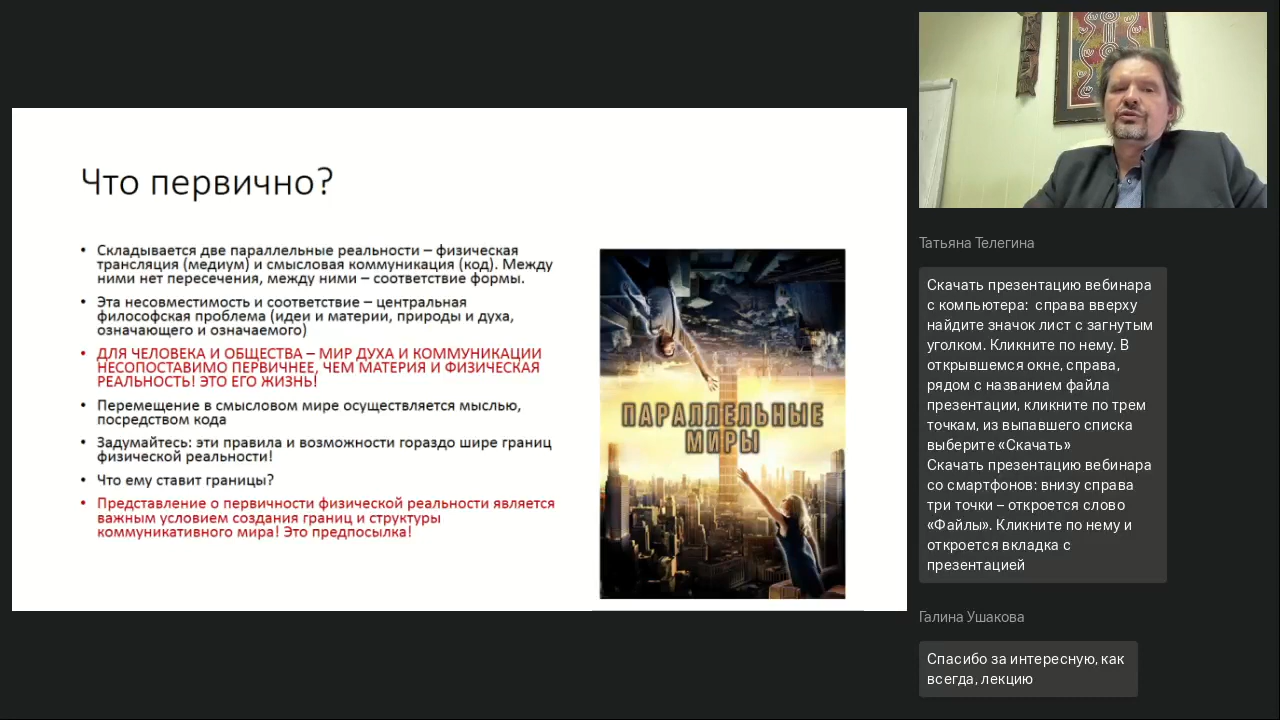 Что первично?
Складывается две параллельные реальности – физическая
трансляция (медиум) и смысловая коммуникация (код). Между
ними нет пересечения, между ними – соответствие формы.
Эта несовместимость и соответствие – центральная
философская проблема (идеи и материи, природы и духа,
означающего и означаемого)
ДЛЯ ЧЕЛОВЕКА И ОБЩЕСТВА – МИР ДУХА И КОММУНИКАЦИИ
НЕСОПОСТАВИМО ПЕРВИЧНЕЕ, ЧЕМ МАТЕРИЯ И ФИЗИЧЕСКАЯ
РЕАЛЬНОСТЬ! ЭТО ЕГО ЖИЗНЬ!
Перемещение в смысловом мире осуществляется мыслью,
посредством кода
Задумайтесь: эти правила и возможности гораздо шире границ
физической реальности!
Что ему ставит границы?
Представление о первичности физической реальности является
важным условием создания границ и структуры
коммуникативного мира! Это предпосылка!
ПАРАЛЛЕЛЬНЫЕ
МИРЫ
Татьяна Телегина
Скачать презентацию вебинара
с компьютера: справа вверху
найдите значок лист с загнутым
уголком. Кликните по нему. В
открывшемся окне, справа,
рядом с названием файла
презентации, кликните по трем
точкам, из выпавшего списка
выберите «Скачать»
Скачать презентацию вебинара
со смартфонов: внизу справа
три точки – откроется слово
«Файлы». Кликните по нему и
откроется вкладка с
презентацией
Галина Ушакова
Спасибо за интересную, как
всегда, лекцию